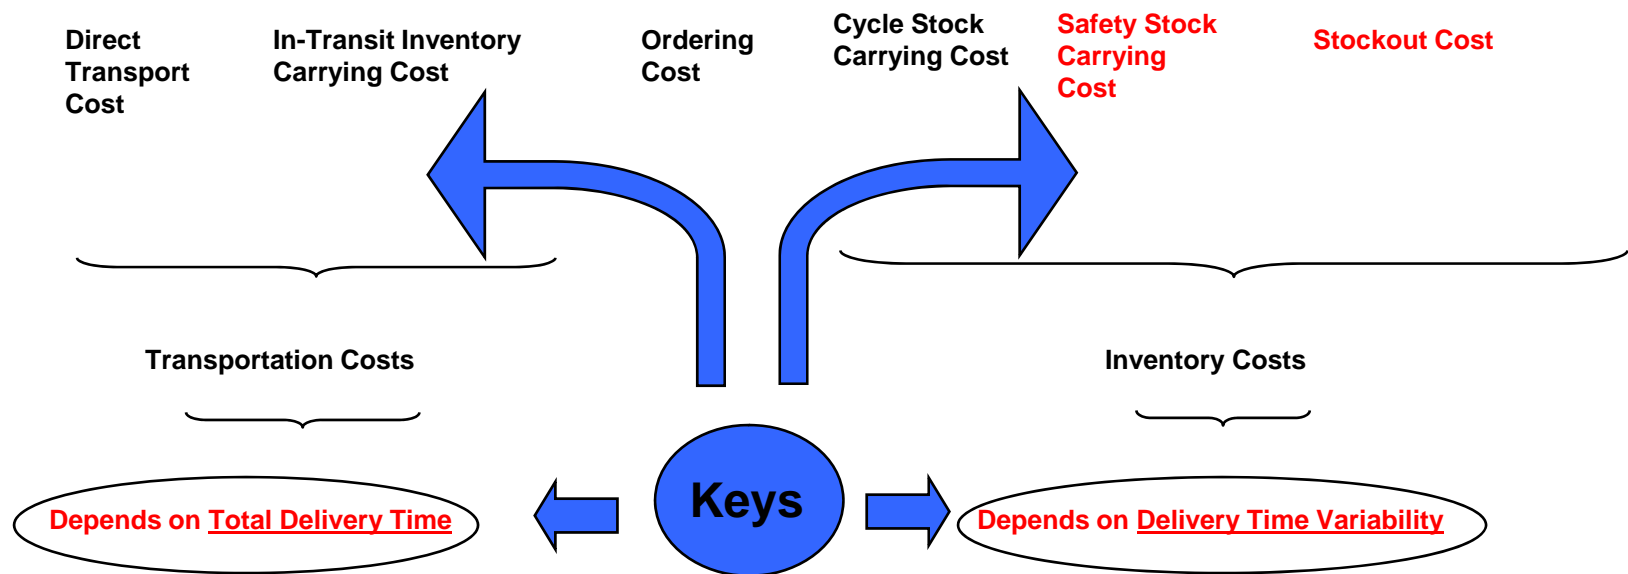 Direct
Transport
Cost
In-Transit Inventory
Carrying Cost
Ordering
Cost
Cycle Stock
Carrying Cost
Safety Stock
Carrying
Cost
Stockout Cost
Transportation Costs
Inventory Costs
Keys
Depends on Total Delivery Time
Depends on Delivery Time Variability